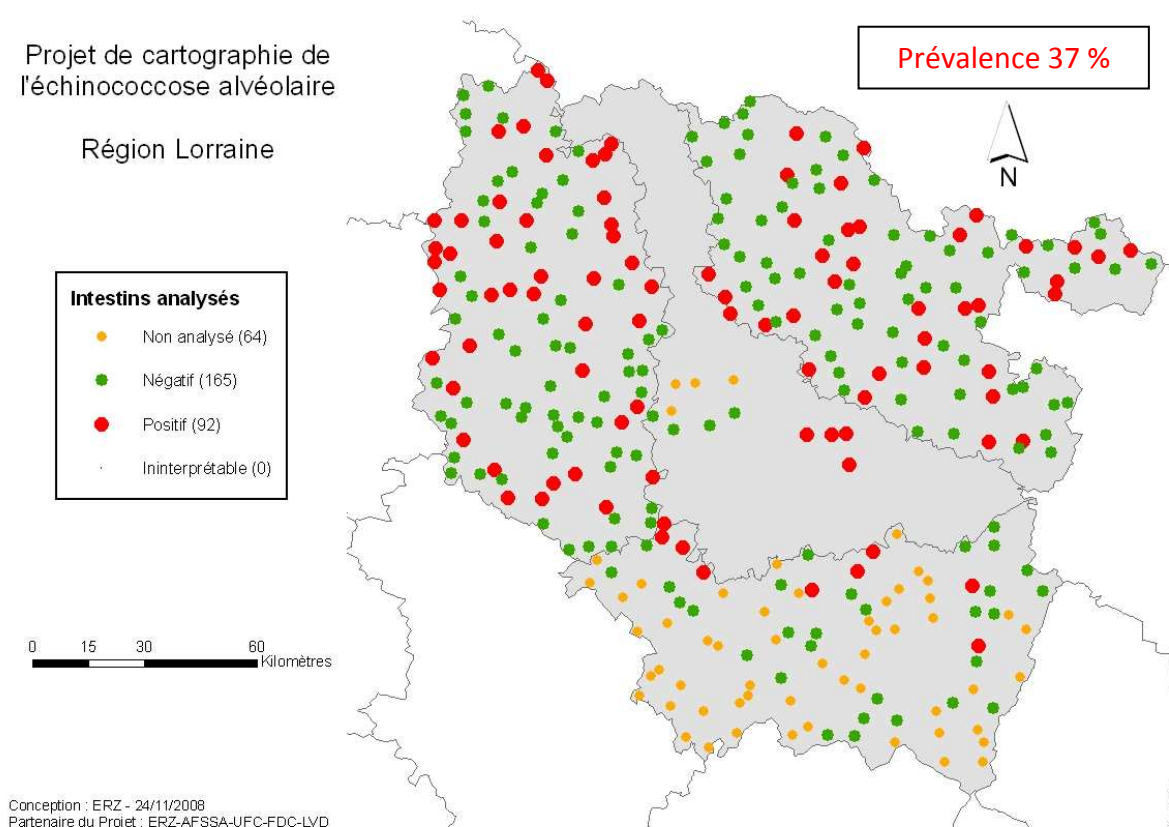 Projet de cartographie de
l'échinococcose alvéolaire
Région Lorraine
Prévalence 37 %
N
Intestins analysés
Non analysé (64)
Négatif (165)
Positif (92)
Ininterprétable (0)
0 15 30 60
Kilomètres
Conception : ERZ - 24/11/2008
Partenaire du Projet : ERZ-AFSSA-UFC-FDC-LVD